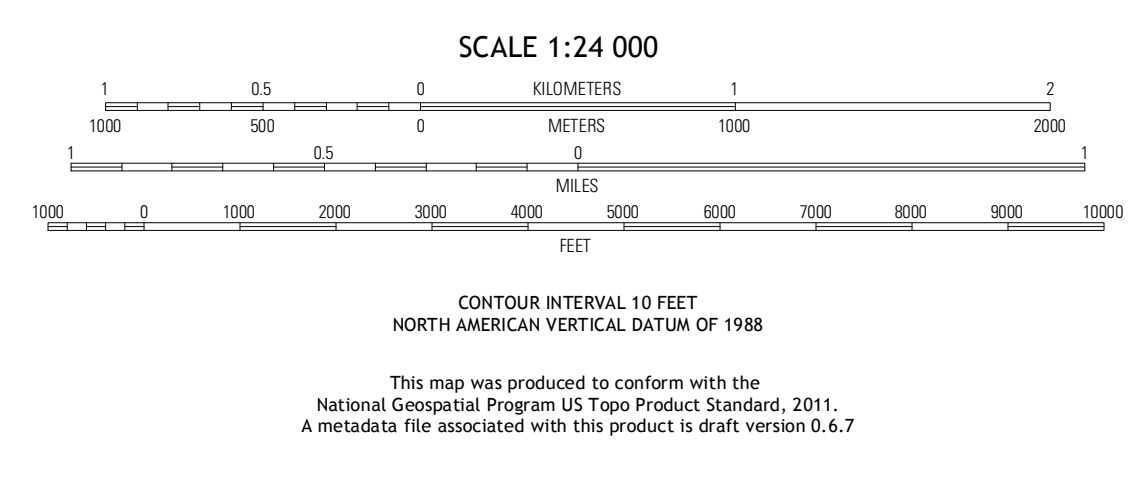 SCALE 1:24 000
1 0.5 0 KILOMETERS 1 2
1000 500 0 METERS 1000 2000
1 0.5 0 1
MILES
1000 0 1000 2000 3000 4000 5000 6000 7000 8000 9000 10000
FEET
CONTOUR INTERVAL 10 FEET
NORTH AMERICAN VERTICAL DATUM OF 1988
This map was produced to conform with the
National Geospatial Program US Topo Product Standard, 2011.
A metadata file associated with this product is draft version 0.6.7